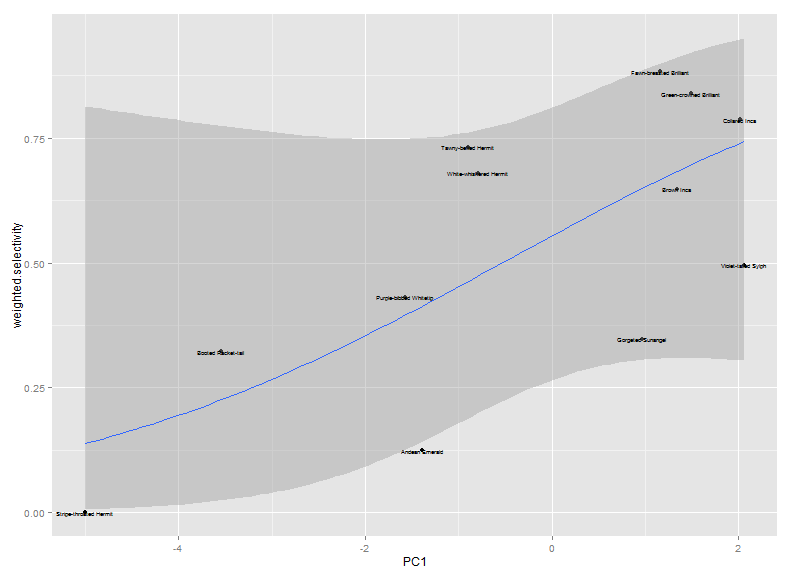 Fawn-breasted Brilliant
Green-crowned Brilliant
Collared Inca
0.75
Tawny-bellied Hermit
White-whiskered Hermit
Brown Inca
weighted.selectivity
0.50
Violet-tailed Sylph
Purple-bibbed Whitetip
Gorgeted Sunangel
Booted Racket-tail
0.25
Andean Emerald
0.00
Stripe-throated Hermit
-4
-2
0
2
PC1